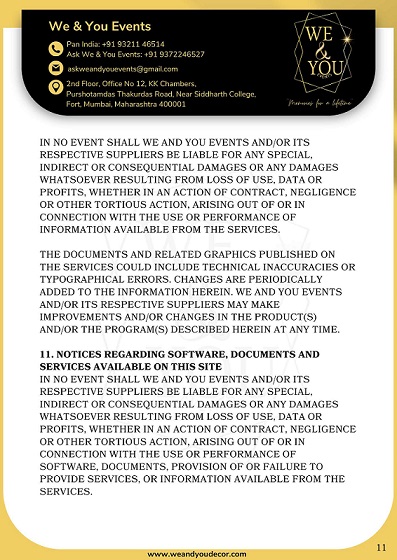 We & You Events
Pan India: +91 93211 46514
Ask We & You Events: +91 9372246527
askweandyouevents@gmail.com
2nd Floor, Office No 12, KK Chambers,
Purshotamdas Thakurdas Road, Near Siddharth College,
Fort, Mumbai, Maharashtra 400001
WE
&
YOU
Memories for a lifetime
IN NO EVENT SHALL WE AND YOU EVENTS AND/OR ITS
RESPECTIVE SUPPLIERS BE LIABLE FOR ANY SPECIAL,
INDIRECT OR CONSEQUENTIAL DAMAGES OR ANY DAMAGES
WHATSOEVER RESULTING FROM LOSS OF USE, DATA OR
PROFITS, WHETHER IN AN ACTION OF CONTRACT, NEGLIGENCE
OR OTHER TORTIOUS ACTION, ARISING OUT OF OR IN
CONNECTION WITH THE USE OR PERFORMANCE OF
INFORMATION AVAILABLE FROM THE SERVICES.
THE DOCUMENTS AND RELATED GRAPHICS PUBLISHED ON
THE SERVICES COULD INCLUDE TECHNICAL INACCURACIES OR
TYPOGRAPHICAL ERRORS. CHANGES ARE PERIODICALLY
ADDED TO THE INFORMATION HEREIN. WE AND YOU EVENTS
AND/OR ITS RESPECTIVE SUPPLIERS MAY MAKE
IMPROVEMENTS AND/OR CHANGES IN THE PRODUCT(S)
AND/OR THE PROGRAM(S) DESCRIBED HEREIN AT ANY TIME.
11. NOTICES REGARDING SOFTWARE, DOCUMENTS AND
SERVICES AVAILABLE ON THIS SITE
IN NO EVENT SHALL WE AND YOU EVENTS AND/OR ITS
RESPECTIVE SUPPLIERS BE LIABLE FOR ANY SPECIAL,
INDIRECT OR CONSEQUENTIAL DAMAGES OR ANY DAMAGES
WHATSOEVER RESULTING FROM LOSS OF USE, DATA OR
PROFITS, WHETHER IN AN ACTION OF CONTRACT, NEGLIGENCE
OR OTHER TORTIOUS ACTION, ARISING OUT OF OR IN
CONNECTION WITH THE USE OR PERFORMANCE OF
SOFTWARE, DOCUMENTS, PROVISION OF OR FAILURE TO
PROVIDE SERVICES, OR INFORMATION AVAILABLE FROM THE
SERVICES.
11
www.weandyoudecor.com